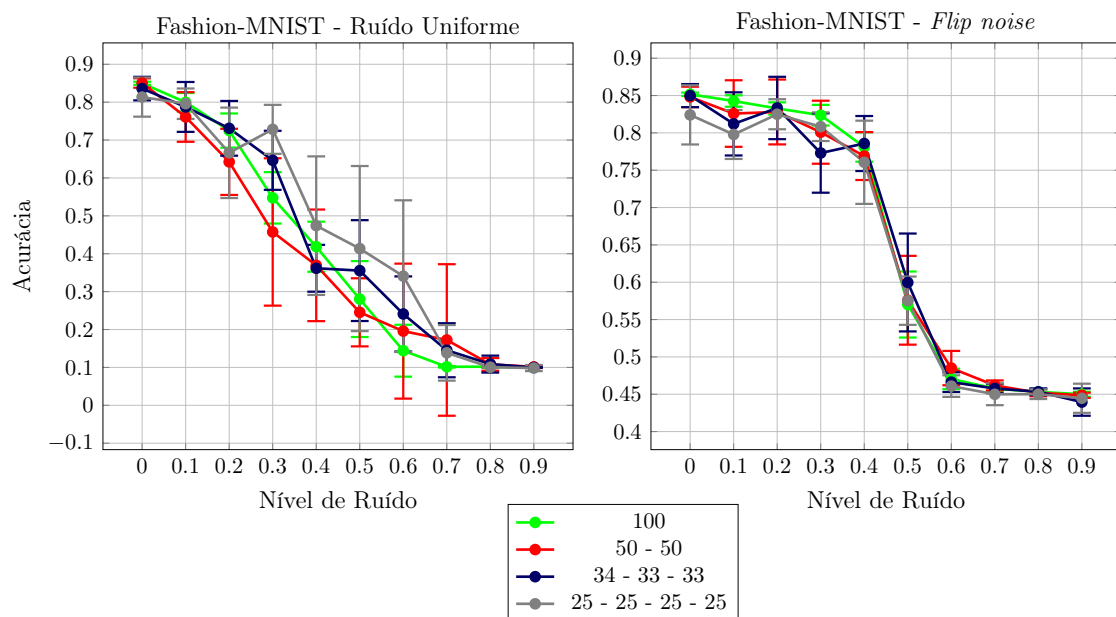 Fashion-MNIST - Ruído Uniforme
0.9
0.8
0.7
0.6
0.5
0.4
0.3
0.2
0.1
0
−0.1
Acurácia
0 0.1 0.2 0.3 0.4 0.5 0.6 0.7 0.8 0.9
Nível de Ruído
Fashion-MNIST - Flip noise
0.9
0.85
0.8
0.75
0.7
0.65
0.6
0.55
0.5
0.45
0.4
0 0.1 0.2 0.3 0.4 0.5 0.6 0.7 0.8 0.9
Nível de Ruído
100
50 - 50
34 - 33 - 33
25 - 25 - 25 - 25